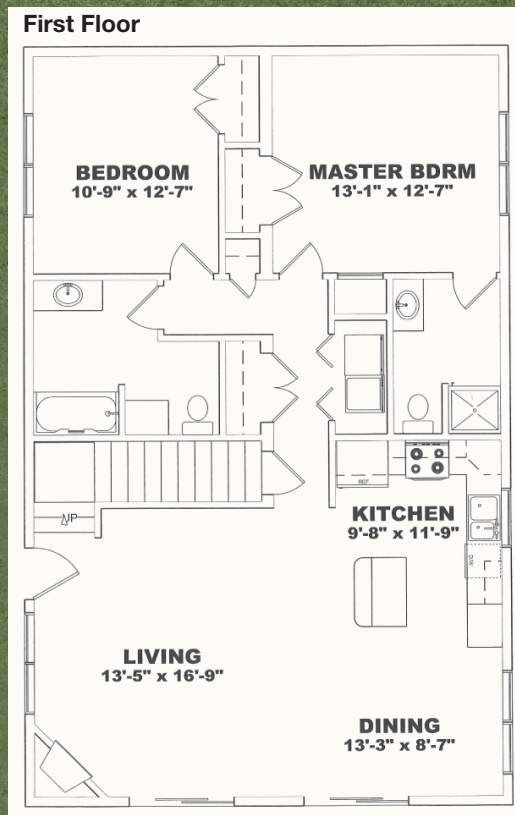 First Floor
BEDROOM
10'-9" x 12'-7"
MASTER BDRM
13'-1" x 12'-7"
REF.
UP
KITCHEN
9'-8" x 11'-9"
LIVING
13'-5" x 16'-9"
DINING
13'-3" x 8'-7"